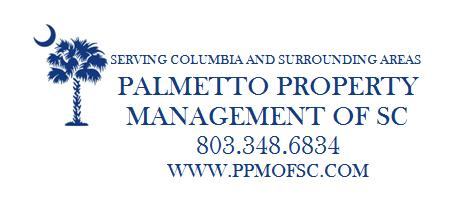 SERVING COLUMBIA AND SURROUNDING AREAS
PALMETTO PROPERTY
MANAGEMENT OF SC
803.348.6834
WWW.PPMOFSC.COM